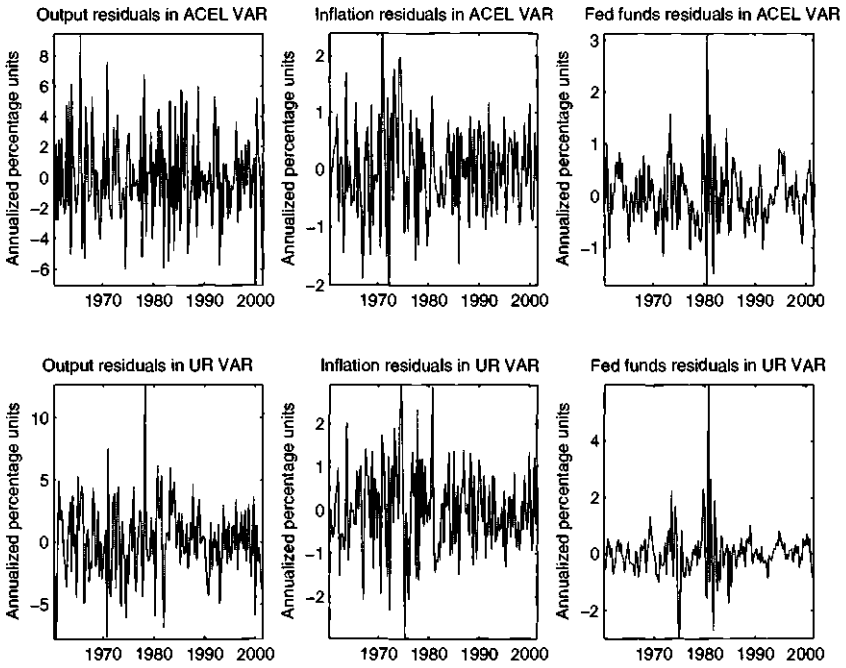 Output residuals in ACEL VAR
Annualized percentage units
8
6
4
2
0
−2
−4
−6
1970 1980 1990 2000
Inflation residuals in ACEL VAR
Annualized percentage units
2
1
0
−1
−2
1970 1980 1990 2000
Fed funds residuals in ACEL VAR
Annualized percentage units
3
2
1
0
−1
1970 1980 1990 2000
Output residuals in UR VAR
Annualized percentage units
10
5
0
−5
1970 1980 1990 2000
Inflation residuals in UR VAR
Annualized percentage units
2
1
0
−1
−2
1970 1980 1990 2000
Fed funds residuals in UR VAR
Annualized percentage units
4
2
0
−2
1970 1980 1990 2000